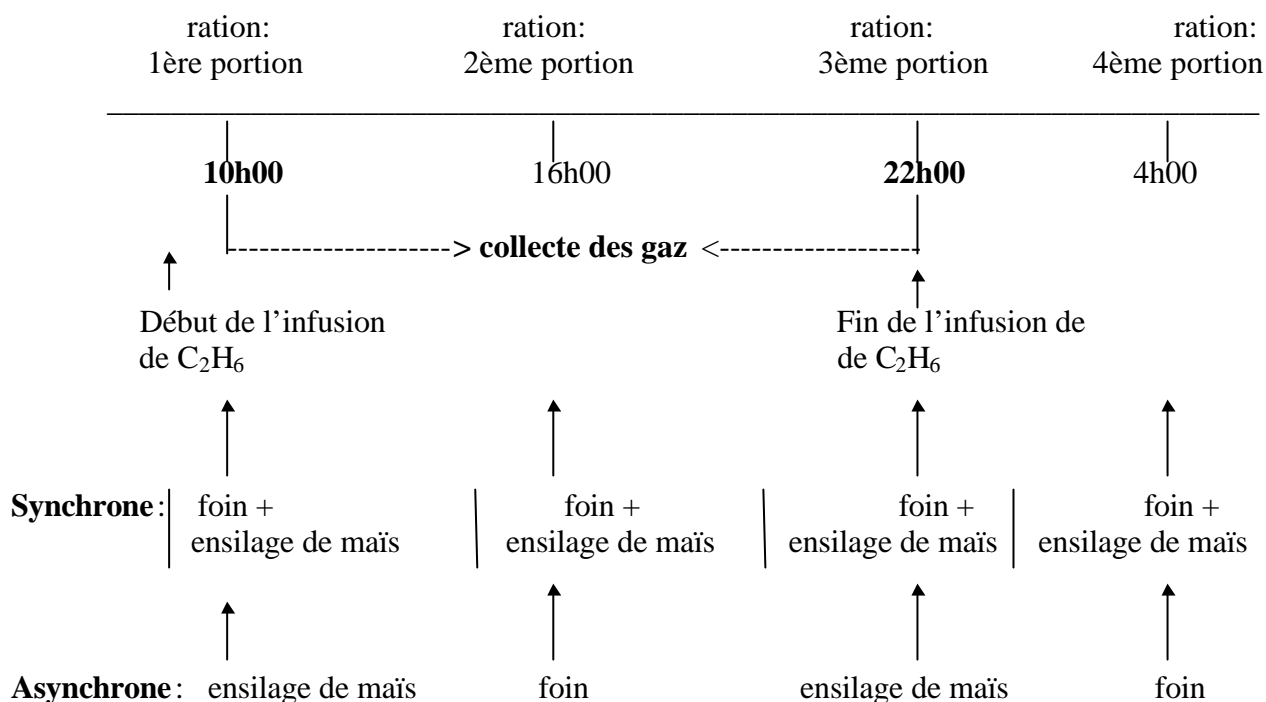 ration: ration: ration: ration:
1ère portion 2ème portion 3ème portion 4ème portion
10h00 16h00 22h00 4h00
--------------------> collecte des gaz <-------------------
Début de l’infusion Fin de l’infusion de
de C₂H₆ de C₂H₆
Synchrone: foin + foin + foin + foin +
ensilage de maïs ensilage de maïs ensilage de maïs ensilage de maïs
Asynchrone: ensilage de maïs foin ensilage de maïs foin